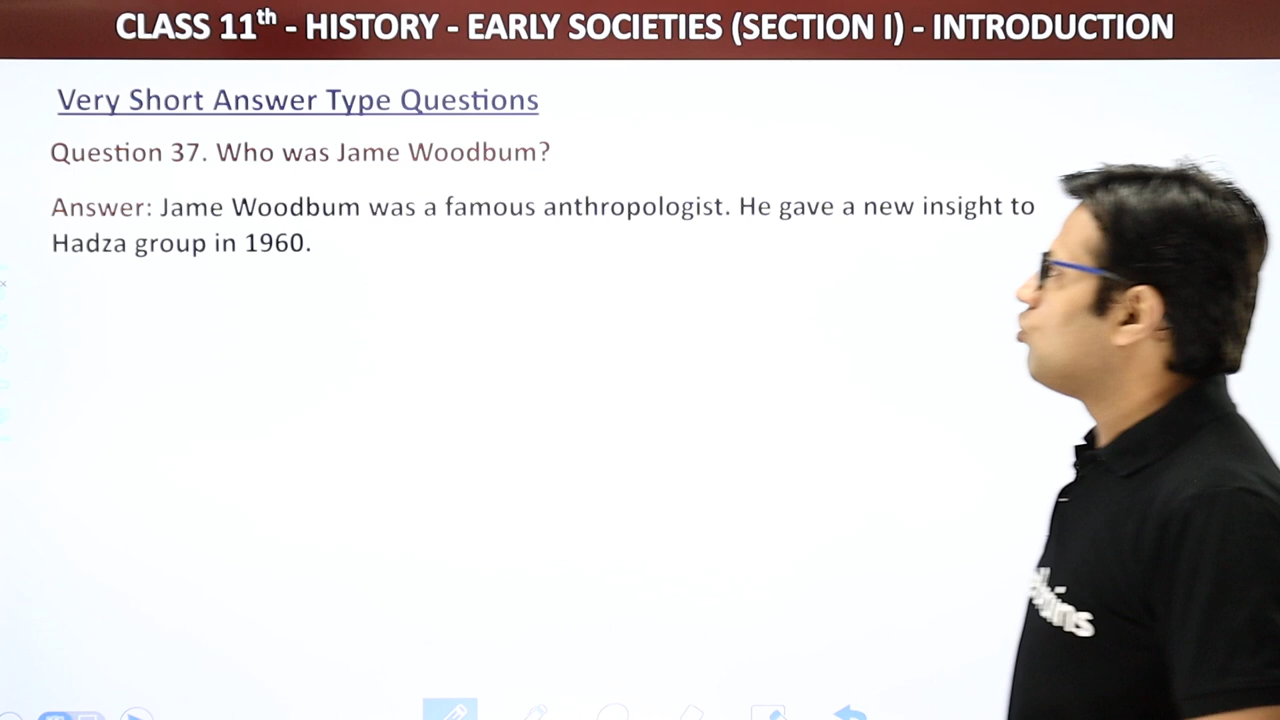 CLASS 11th - HISTORY - EARLY SOCIETIES (SECTION I) - INTRODUCTION
Very Short Answer Type Questions
Question 37. Who was Jame Woodbum?
Answer: Jame Woodbum was a famous anthropologist. He gave a new insight to
Hadza group in 1960.